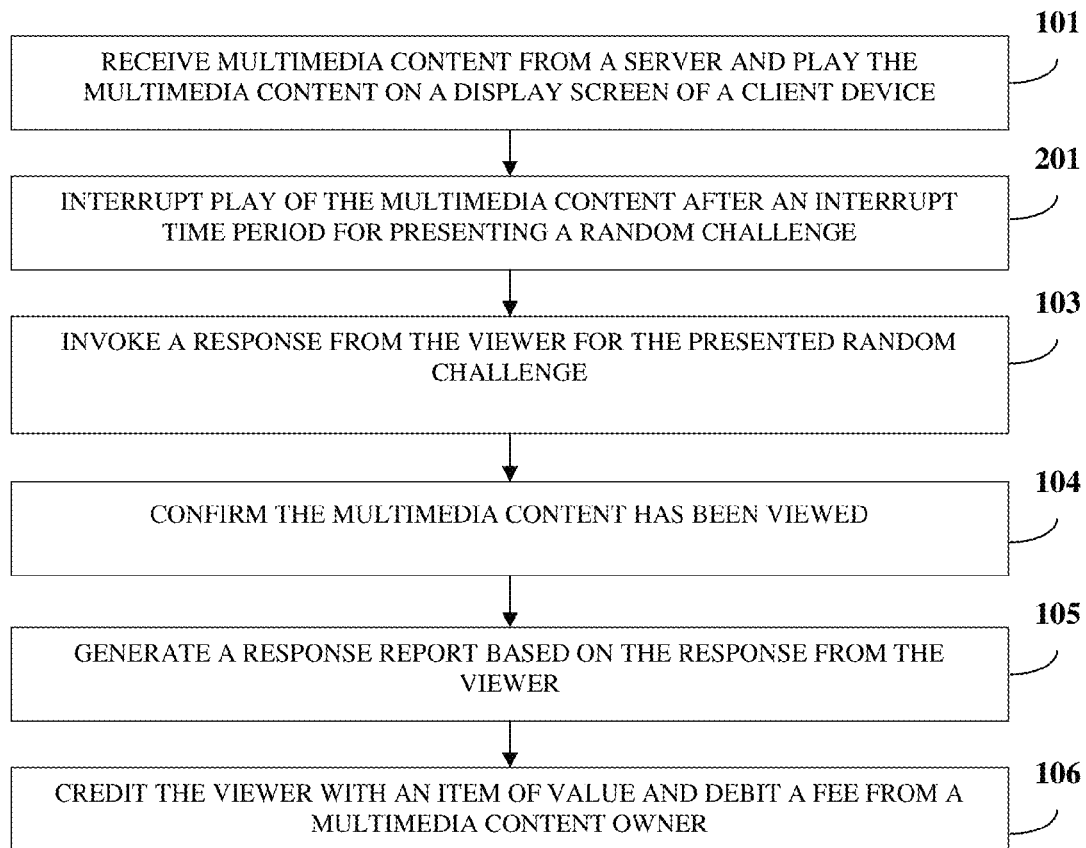 101
RECEIVE MULTIMEDIA CONTENT FROM A SERVER AND PLAY THE
MULTIMEDIA CONTENT ON A DISPLAY SCREEN OF A CLIENT DEVICE
201
INTERRUPT PLAY OF THE MULTIMEDIA CONTENT AFTER AN INTERRUPT
TIME PERIOD FOR PRESENTING A RANDOM CHALLENGE
103
INVOKE A RESPONSE FROM THE VIEWER FOR THE PRESENTED RANDOM
CHALLENGE
104
CONFIRM THE MULTIMEDIA CONTENT HAS BEEN VIEWED
105
GENERATE A RESPONSE REPORT BASED ON THE RESPONSE FROM THE
VIEWER
106
CREDIT THE VIEWER WITH AN ITEM OF VALUE AND DEBIT A FEE FROM A
MULTIMEDIA CONTENT OWNER